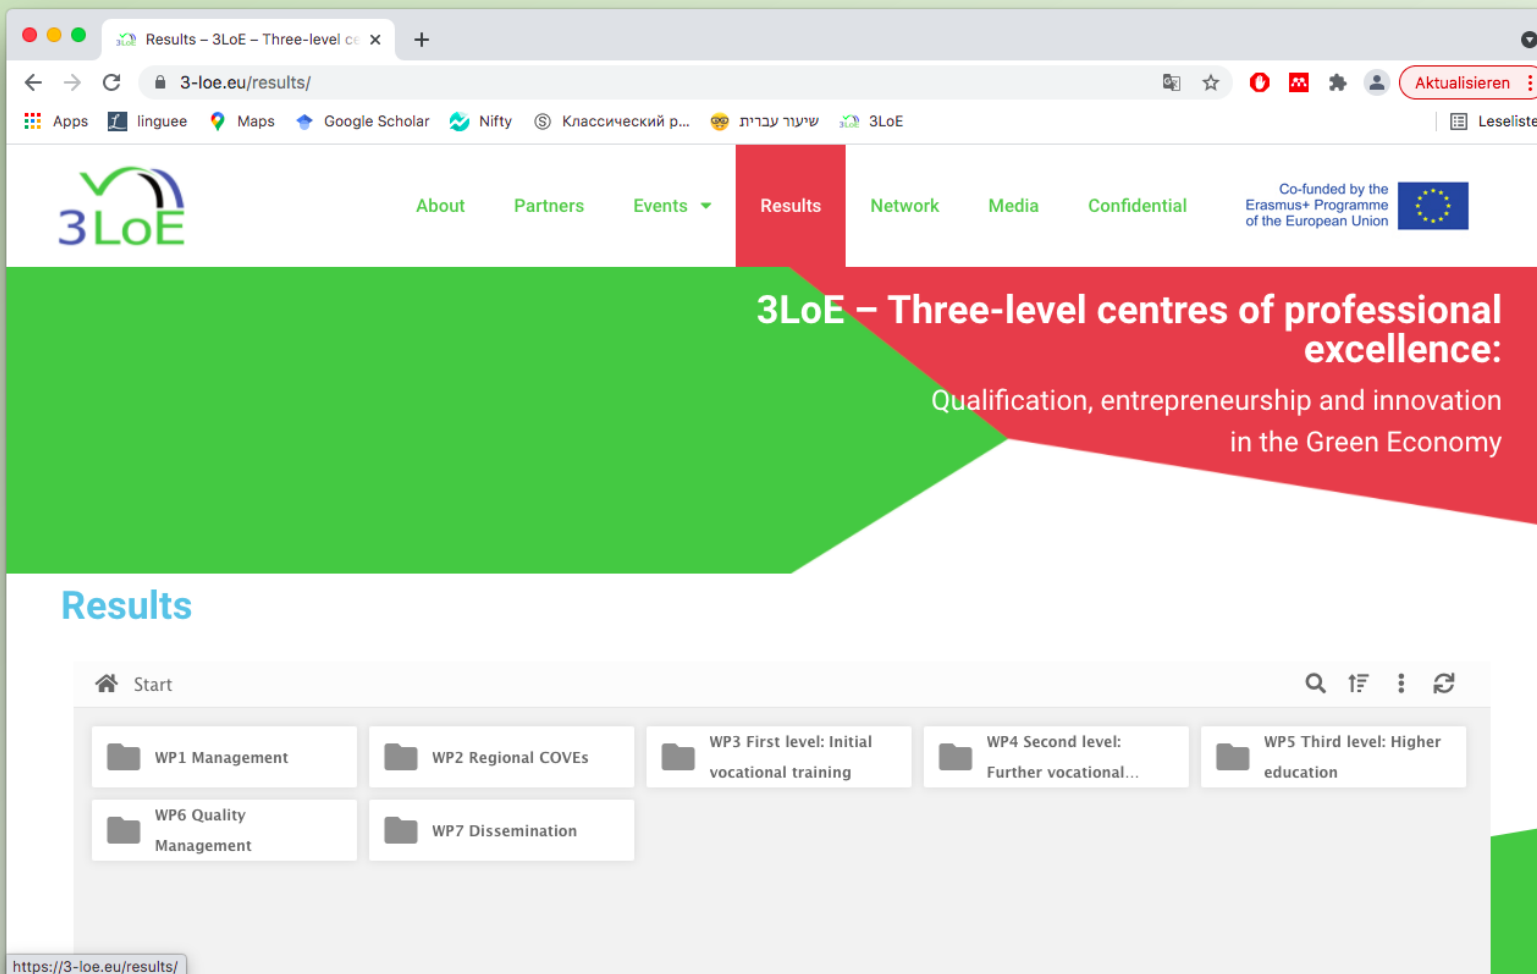 Results – 3LoE – Three-level ce
3-loe.eu/results/
Aktualisieren
Apps
linguee
Maps
Google Scholar
Nifty
Классический р...
שיעור עברית
3LoE
Leseliste
3LoE
About
Partners
Events
Results
Network
Media
Confidential
Co-funded by the
Erasmus+ Programme
of the European Union
3LoE – Three-level centres of professional
excellence:
Qualification, entrepreneurship and innovation
in the Green Economy
Results
Start
WP1 Management
WP2 Regional COVEs
WP3 First level: Initial
vocational training
WP4 Second level:
Further vocational...
WP5 Third level: Higher
education
WP6 Quality
Management
WP7 Dissemination
https://3-loe.eu/results/